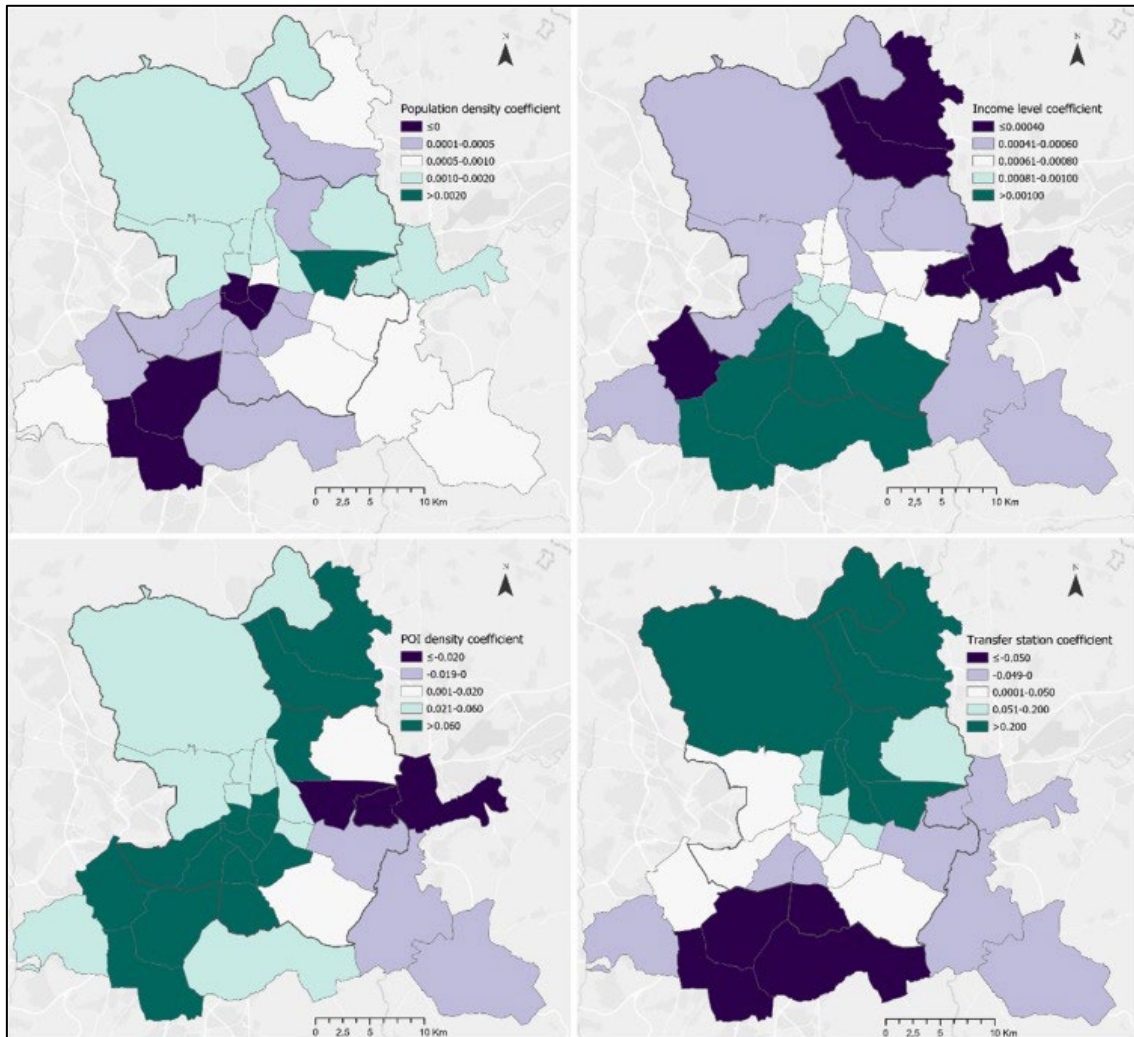 N
Population density coefficient
≤0
0.0001-0.0005
0.0005-0.0010
0.0010-0.0020
>0.0020
0 2,5 5 10 Km
N
Income level coefficient
≤0.00040
0.00041-0.00060
0.00061-0.00080
0.00081-0.00100
>0.00100
0 2,5 5 10 Km
N
POI density coefficient
≤-0.020
-0.019-0
0.001-0.020
0.021-0.060
>0.060
0 2,5 5 10 Km
N
Transfer station coefficient
≤-0.050
-0.049-0
0.0001-0.050
0.051-0.200
>0.200
0 2,5 5 10 Km